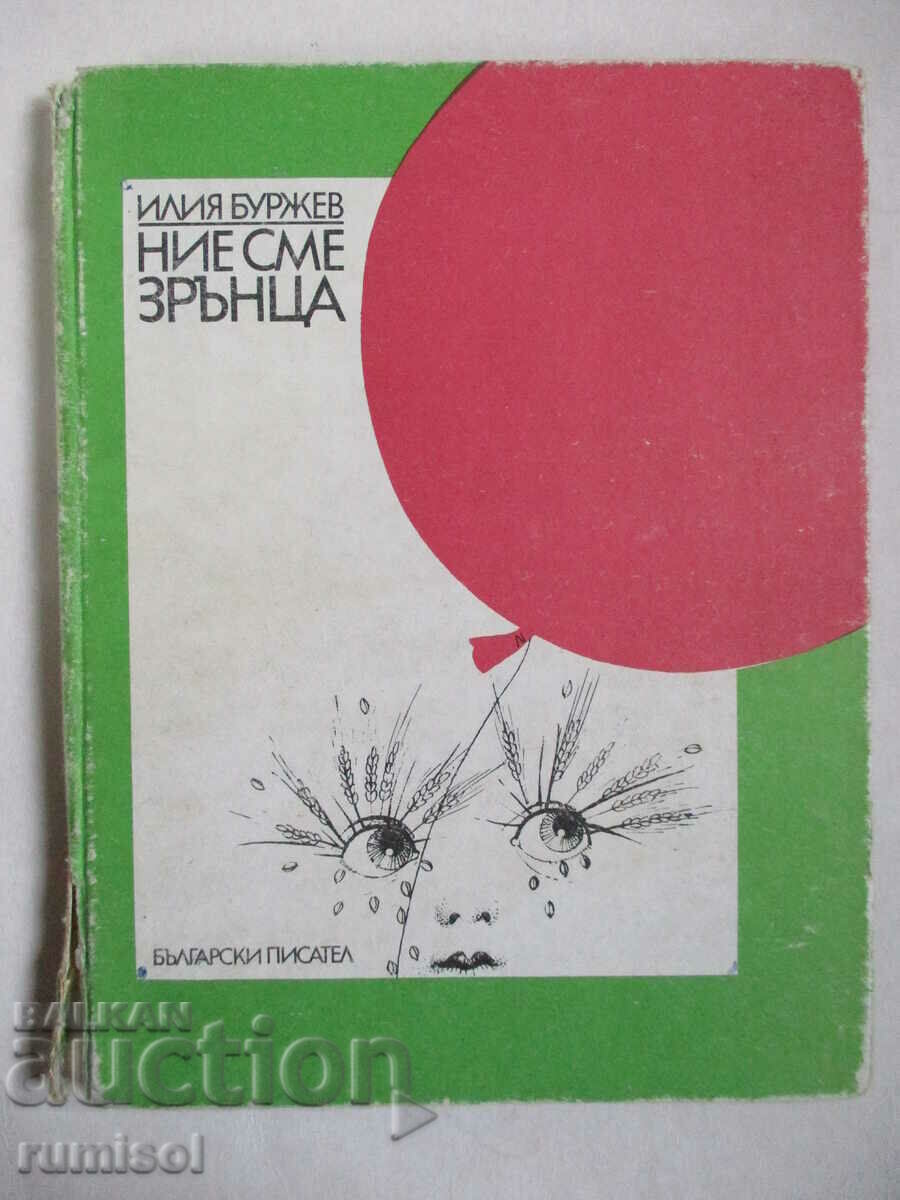 ИЛИЯ БУРЖЕВ
НИЕ СМЕ
ЗРЪНЦА
БЪЛГАРСКИ ПИСАТЕЛ
BALKAN
auction
rumisol